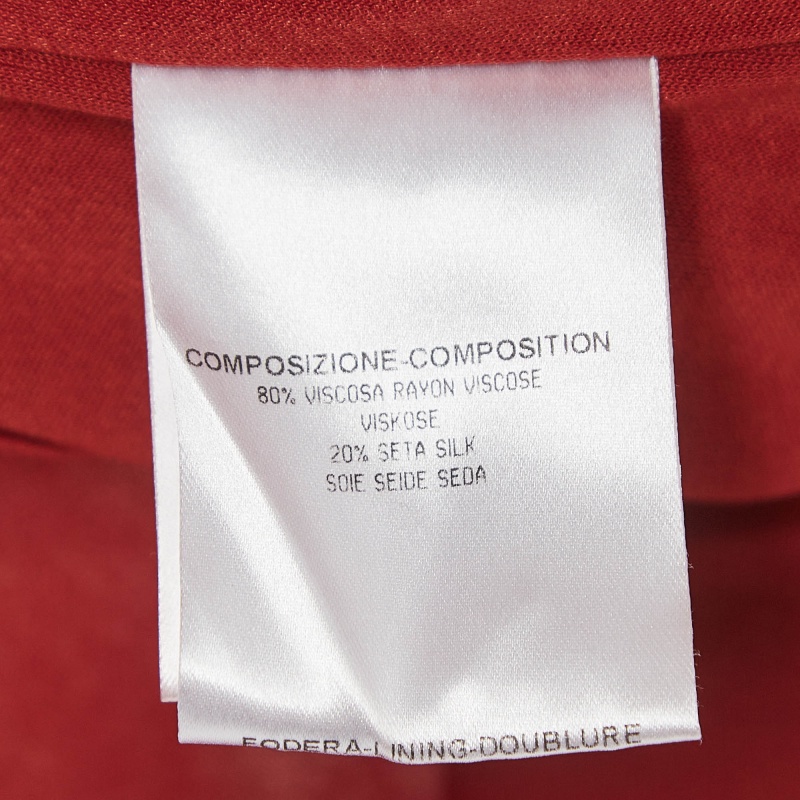 COMPOSIZIONE-COMPOSITION
80% VISCOSA RAYON VISCOSE
VISKOSE
20% SETA SILK
SOIE SEIDE SEDA
FODERA-LINING-DOUBLURE